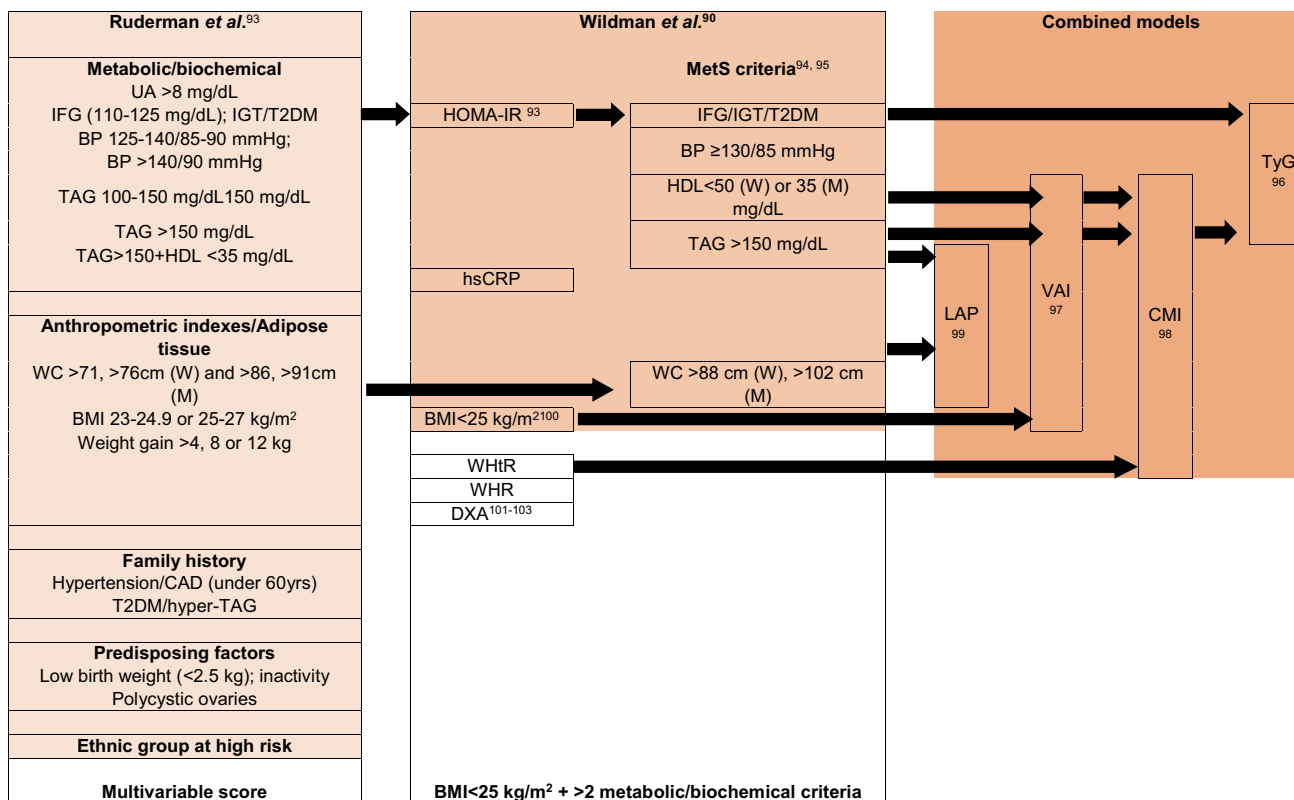 Ruderman et al.93
Metabolic/biochemical
UA >8 mg/dL
IFG (110-125 mg/dL); IGT/T2DM
BP 125-140/85-90 mmHg;
BP >140/90 mmHg
TAG 100-150 mg/dL150 mg/dL
TAG >150 mg/dL
TAG>150+HDL <35 mg/dL
Anthropometric indexes/Adipose
tissue
WC >71, >76cm (W) and >86, >91cm
(M)
BMI 23-24.9 or 25-27 kg/m2
Weight gain >4, 8 or 12 kg
Family history
Hypertension/CAD (under 60yrs)
T2DM/hyper-TAG
Predisposing factors
Low birth weight (<2.5 kg); inactivity
Polycystic ovaries
Ethnic group at high risk
Multivariable score
Wildman et al.90
MetS criteria94, 95
HOMA-IR 93
IFG/IGT/T2DM
BP ≥130/85 mmHg
HDL<50 (W) or 35 (M)
mg/dL
TAG >150 mg/dL
hsCRP
WC >88 cm (W), >102 cm
(M)
BMI<25 kg/m2100
WHtR
WHR
DXA101-103
BMI<25 kg/m2 + >2 metabolic/biochemical criteria
Combined models
LAP
99
VAI
97
CMI
98
TyG
96